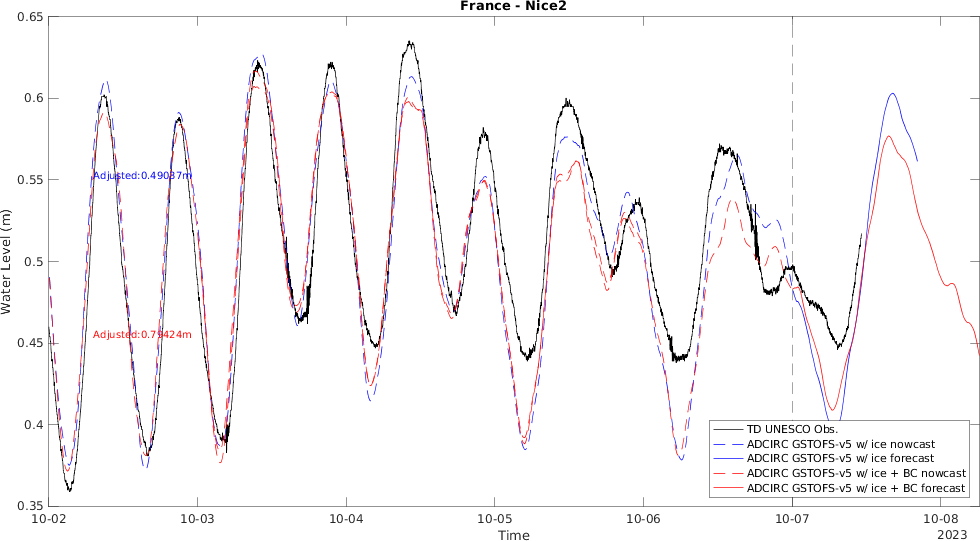 France - Nice2
0.65
0.6
0.55
0.5
0.45
0.4
0.35
Water Level (m)
Adjusted:0.49037m
Adjusted:0.79424m
TD UNESCO Obs.
ADCIRC GSTOFS-v5 w/ ice nowcast
ADCIRC GSTOFS-v5 w/ ice forecast
ADCIRC GSTOFS-v5 w/ ice + BC nowcast
ADCIRC GSTOFS-v5 w/ ice + BC forecast
10-02 10-03 10-04 10-05 10-06 10-07 10-08
Time
2023